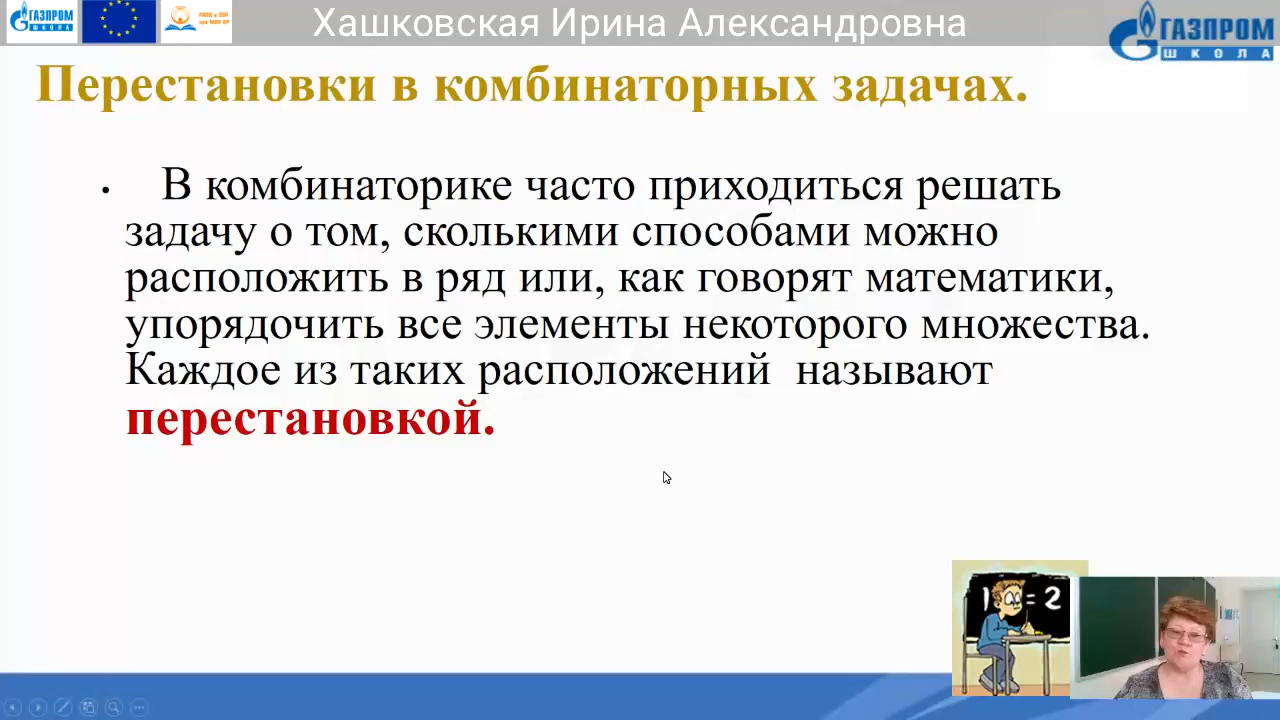 ГАЗПРОМ
ШКОЛА
Хашковская Ирина Александровна
ГАЗПРОМ
ШКОЛА
Перестановки в комбинаторных задачах.
• В комбинаторике часто приходиться решать
задачу о том, сколькими способами можно
расположить в ряд или, как говорят математики,
упорядочить все элементы некоторого множества.
Каждое из таких расположений называют
перестановкой.
= 2